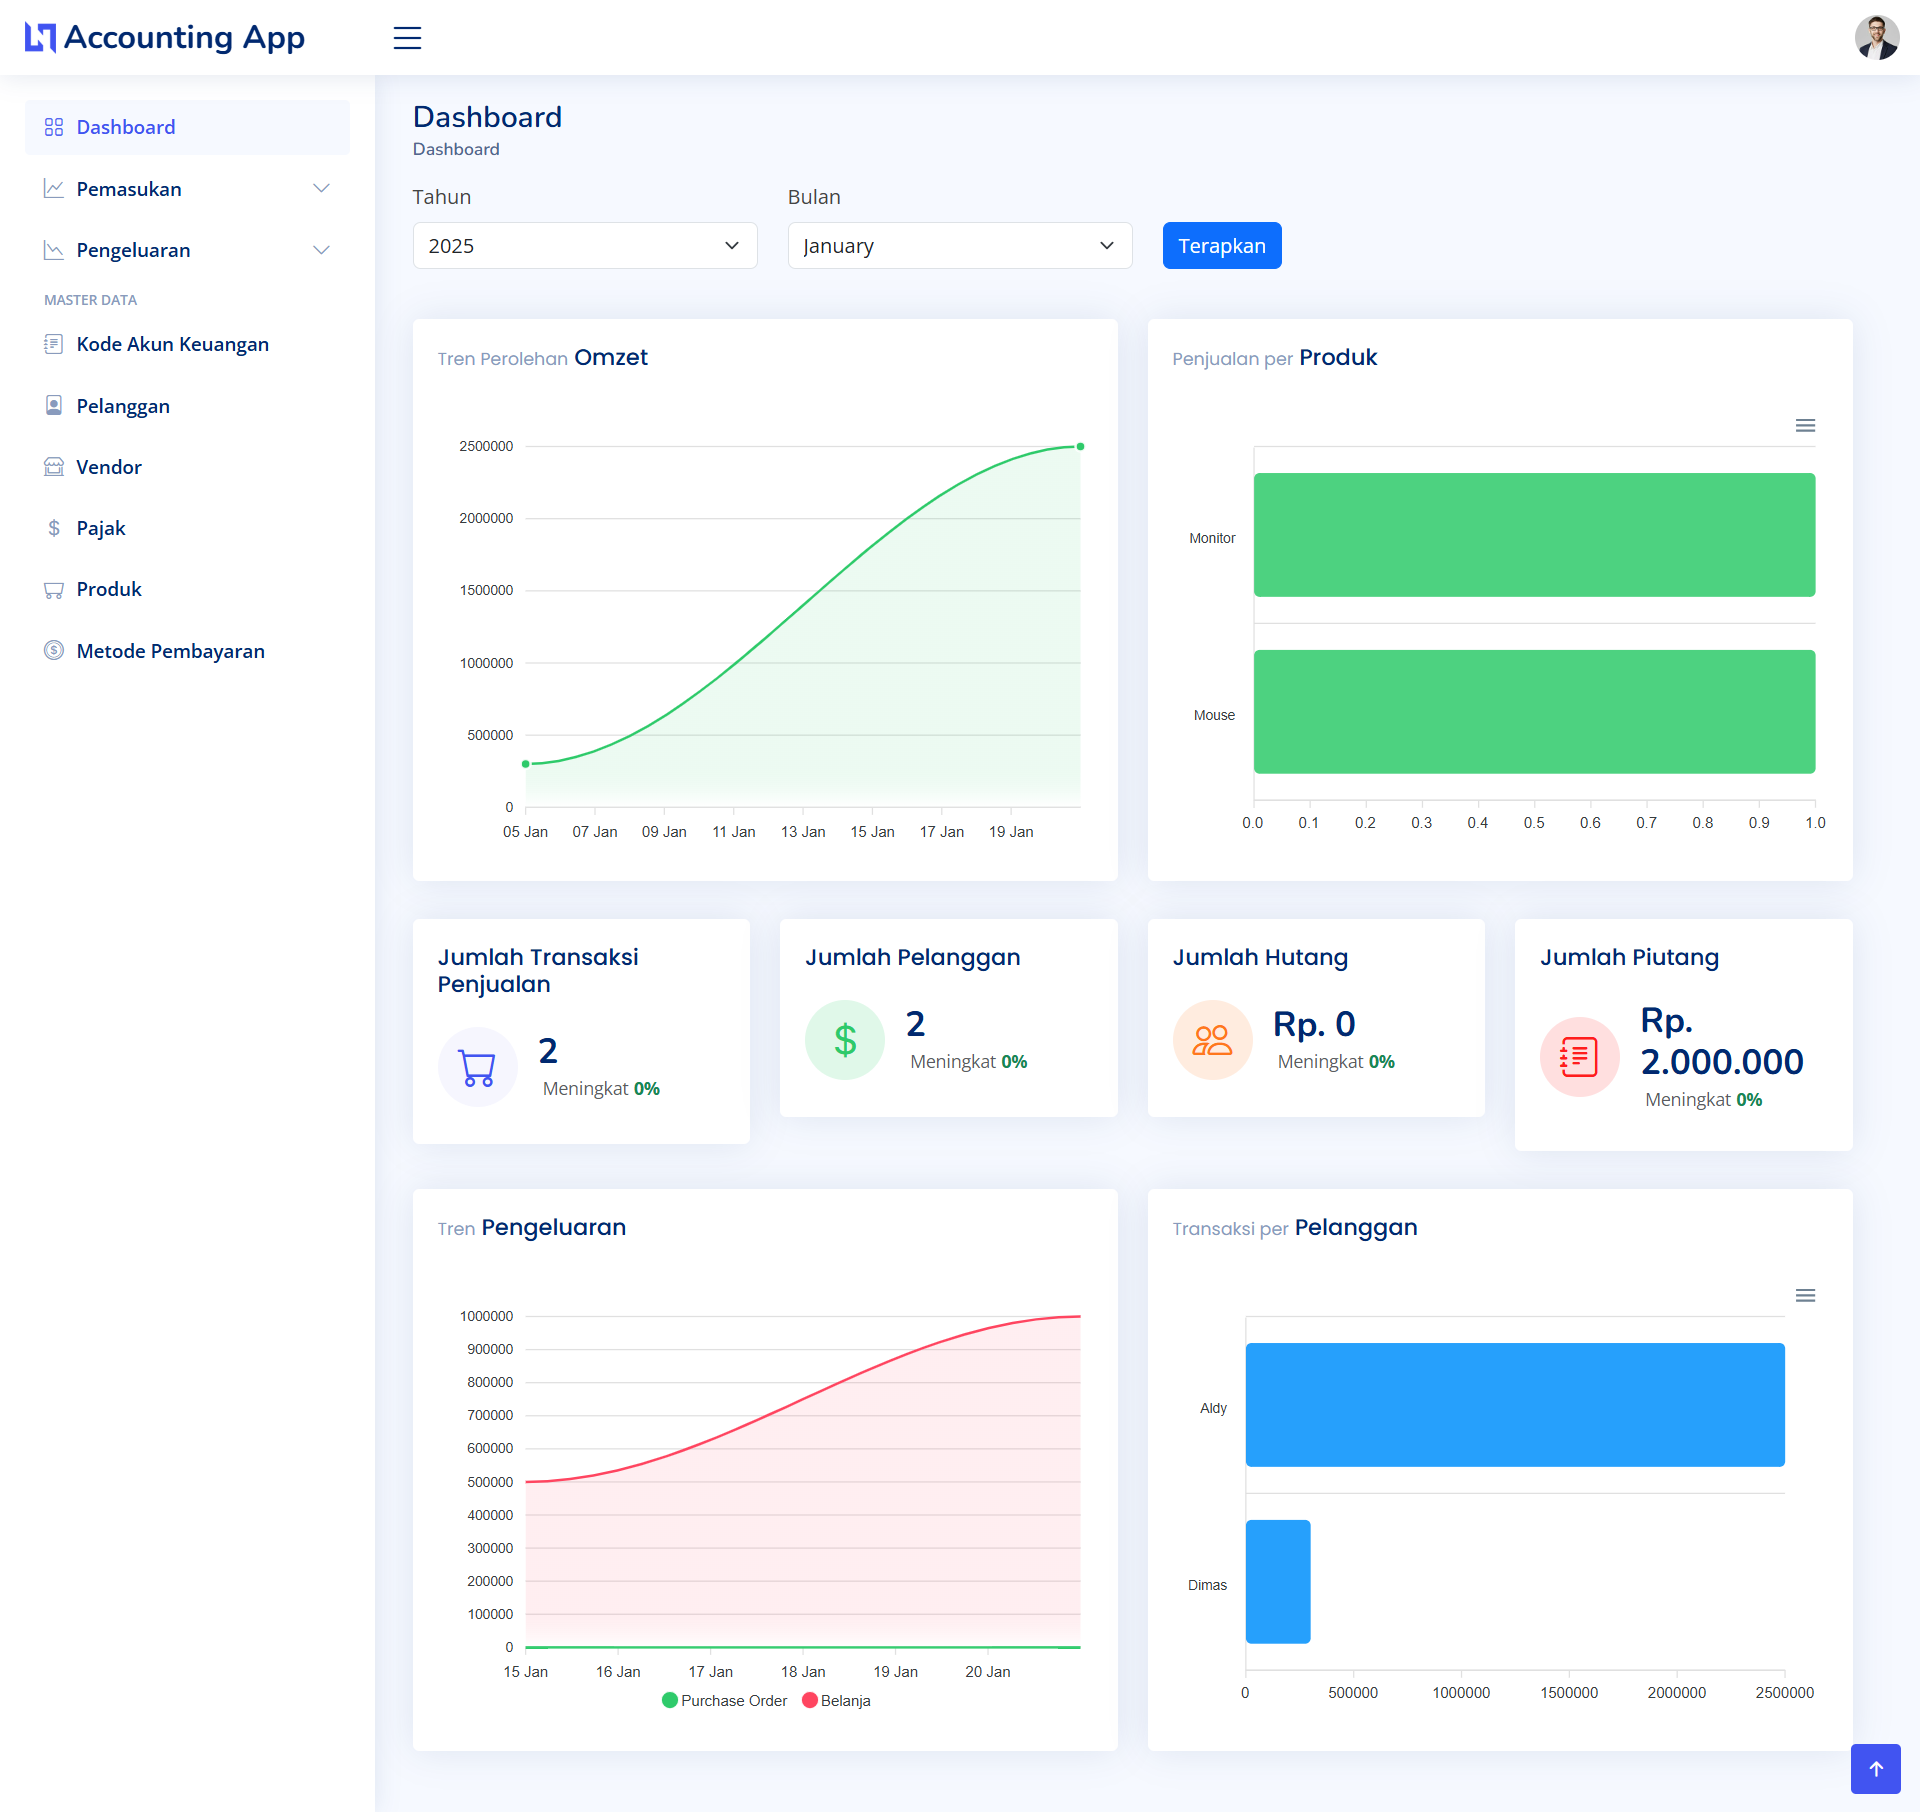 Accounting App
Dashboard
Pemasukan
Pengeluaran
MASTER DATA
Kode Akun Keuangan
Pelanggan
Vendor
Pajak
Produk
Metode Pembayaran
Dashboard
Dashboard
Tahun
Bulan
2025
January
Terapkan
Tren Perolehan Omzet
2500000
2000000
1500000
1000000
500000
0
05 Jan 07 Jan 09 Jan 11 Jan 13 Jan 15 Jan 17 Jan 19 Jan
Penjualan per Produk
Monitor
Mouse
0.0 0.1 0.2 0.3 0.4 0.5 0.6 0.7 0.8 0.9 1.0
Jumlah Transaksi
Penjualan
2
Meningkat 0%
Jumlah Pelanggan
$
2
Meningkat 0%
Jumlah Hutang
Rp. 0
Meningkat 0%
Jumlah Piutang
Rp.
2.000.000
Meningkat 0%
Tren Pengeluaran
1000000
900000
800000
700000
600000
500000
400000
300000
200000
100000
0
15 Jan 16 Jan 17 Jan 18 Jan 19 Jan 20 Jan
Purchase Order Belanja
Transaksi per Pelanggan
Aldy
Dimas
0 500000 1000000 1500000 2000000 2500000